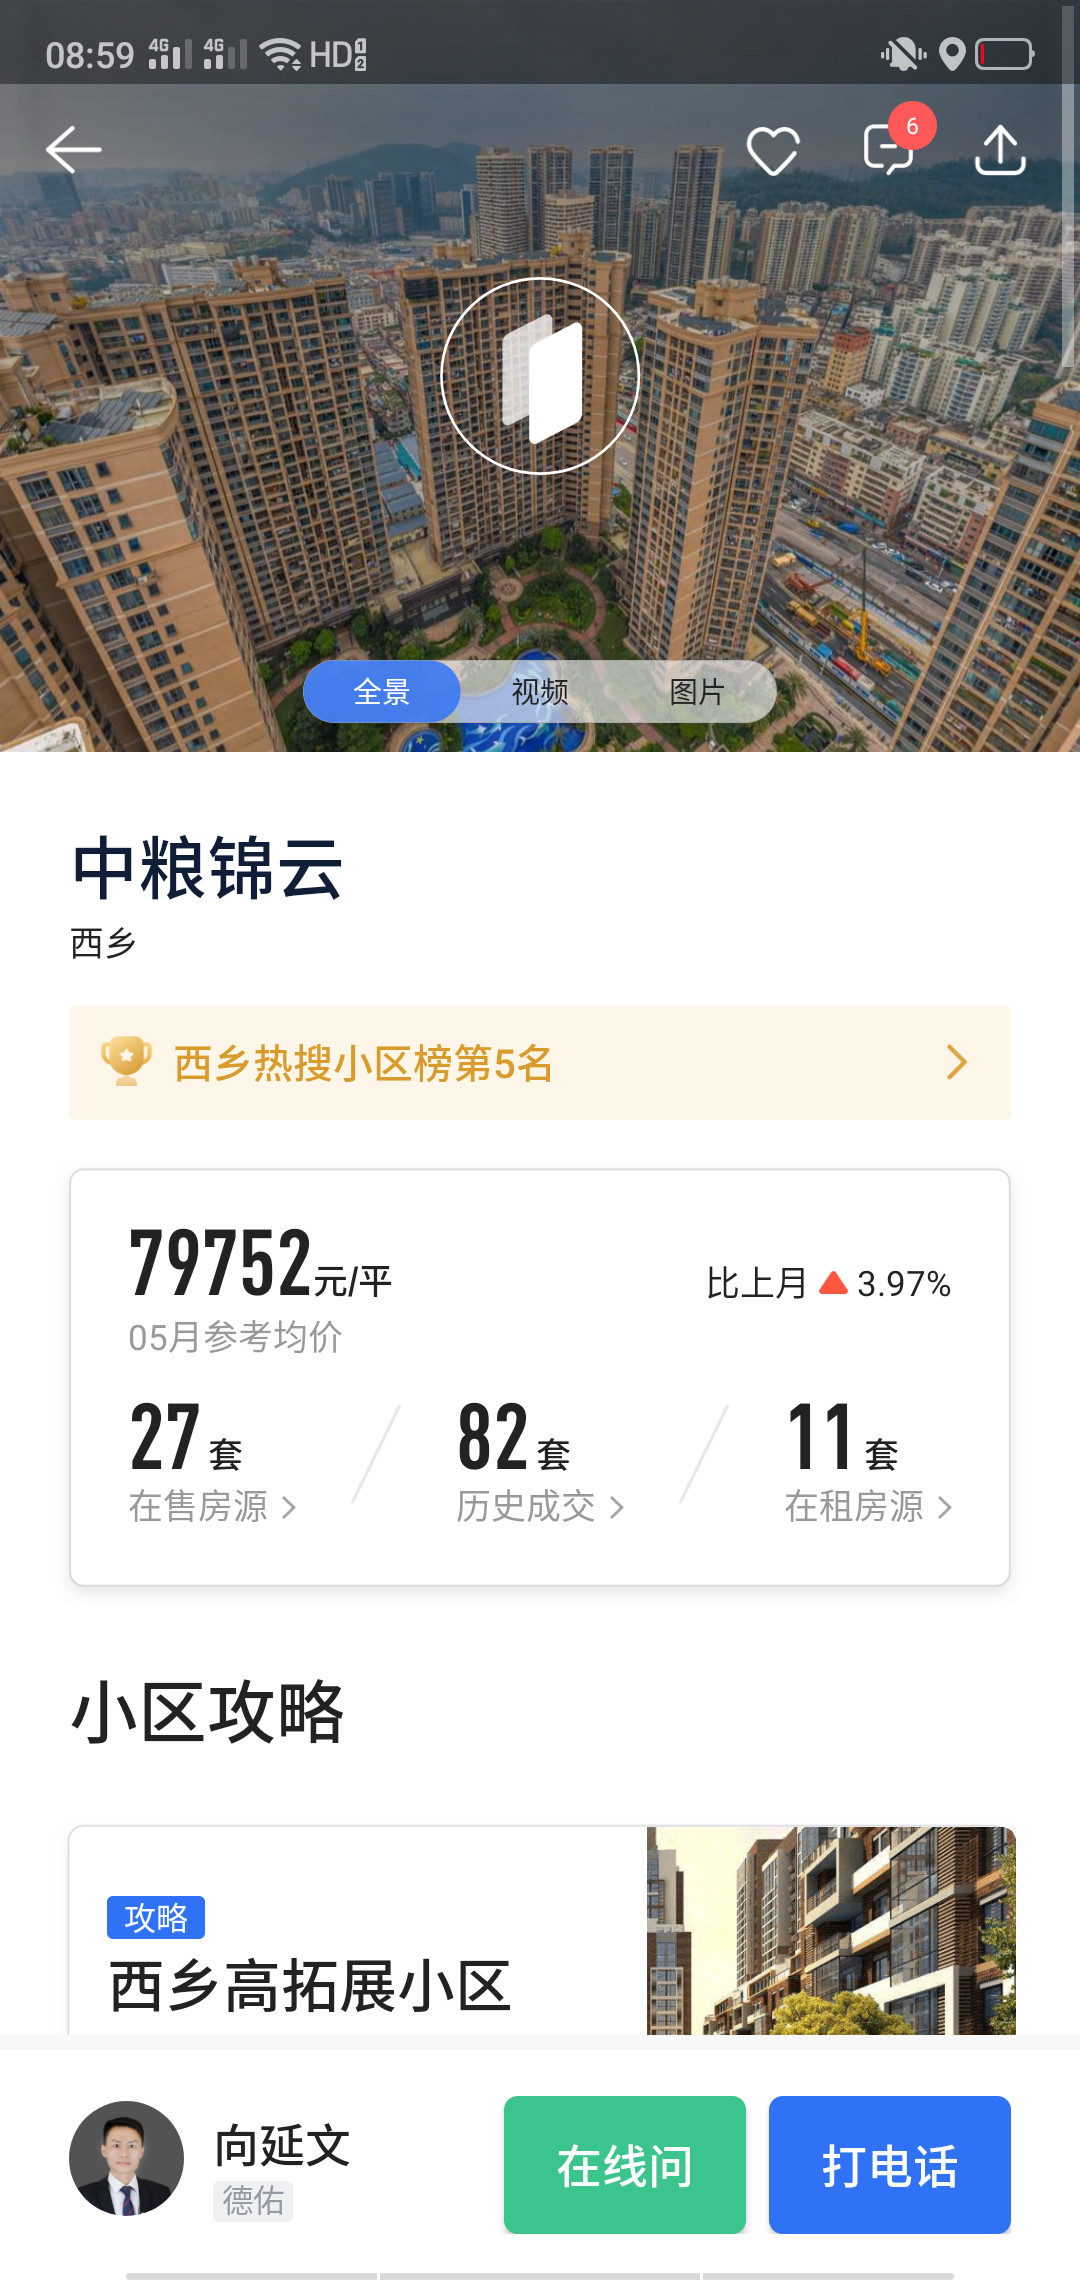 08:59 4G 4G HD 1 2
6
全景 视频 图片
中粮锦云
西乡
西乡热搜小区榜第5名
79752元/平 比上月 3.97%
05月参考均价
27套 82套 11套
在售房源 历史成交 在租房源
小区攻略
攻略
西乡高拓展小区
向延文
德佑
在线问 打电话